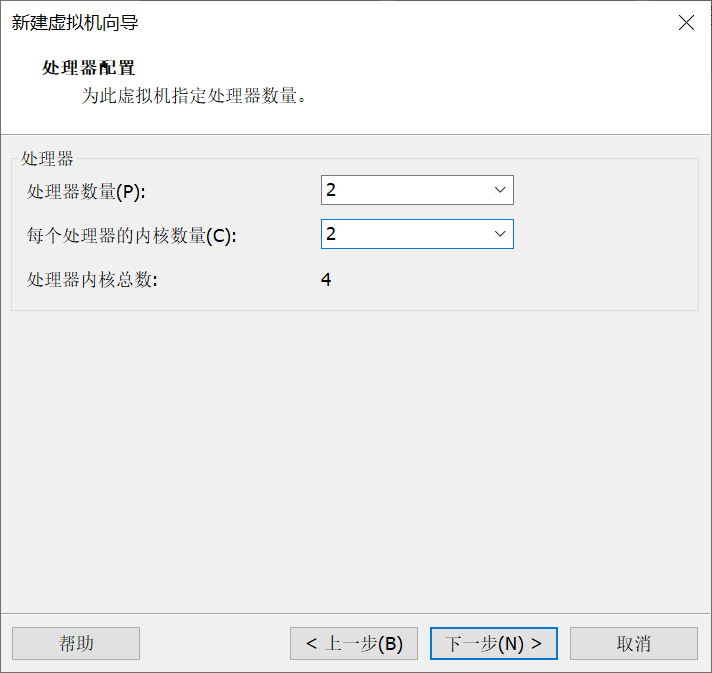 新建虚拟机向导
处理器配置
为此虚拟机指定处理器数量。
处理器
处理器数量(P): 2
每个处理器的内核数量(C): 2
处理器内核总数: 4
帮助 < 上一步(B) 下一步(N) > 取消